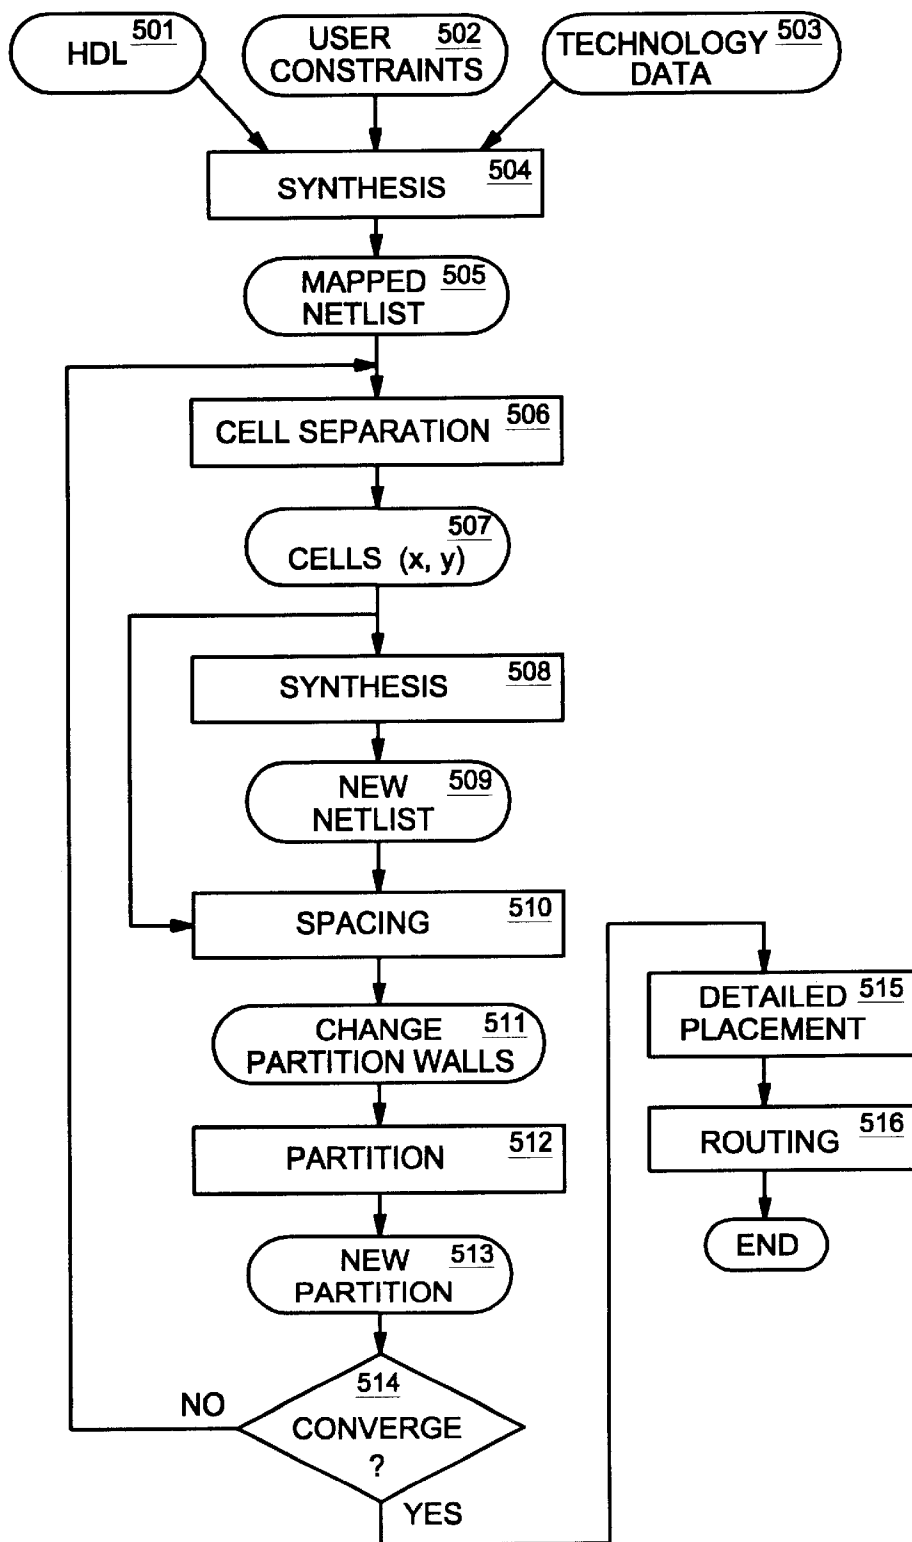 HDL 501
USER 502
CONSTRAINTS
TECHNOLOGY 503
DATA
SYNTHESIS 504
MAPPED 505
NETLIST
CELL SEPARATION 506
507
CELLS (x, y)
SYNTHESIS 508
NEW 509
NETLIST
SPACING 510
CHANGE 511
PARTITION WALLS
PARTITION 512
NEW 513
PARTITION
514
CONVERGE
?
NO
YES
DETAILED 515
PLACEMENT
ROUTING 516
END